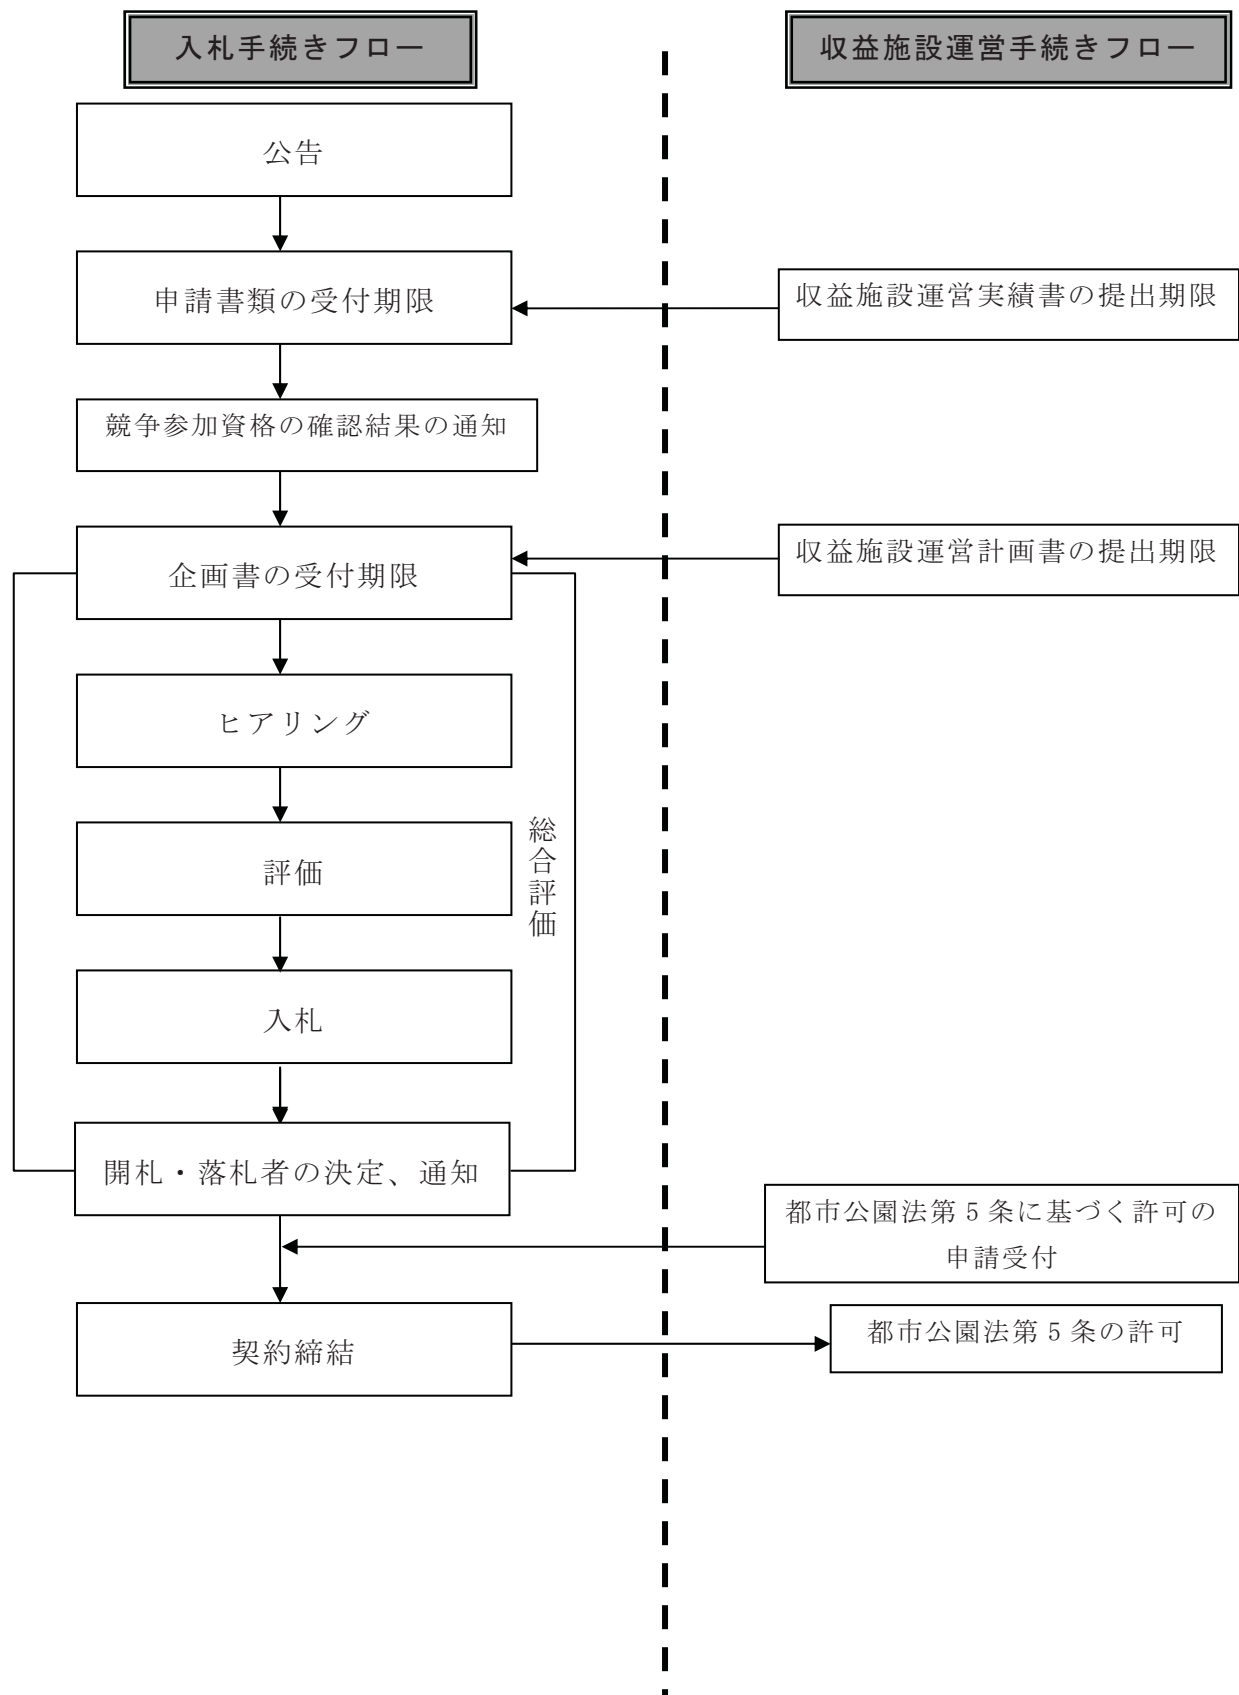 入札手続きフロー
収益施設運営手続きフロー
公告
申請書類の受付期限
収益施設運営実績書の提出期限
競争参加資格の確認結果の通知
企画書の受付期限
収益施設運営計画書の提出期限
ヒアリング
評価
総合評価
入札
開札・落札者の決定、通知
都市公園法第5条に基づく許可の
申請受付
契約締結
都市公園法第5条の許可